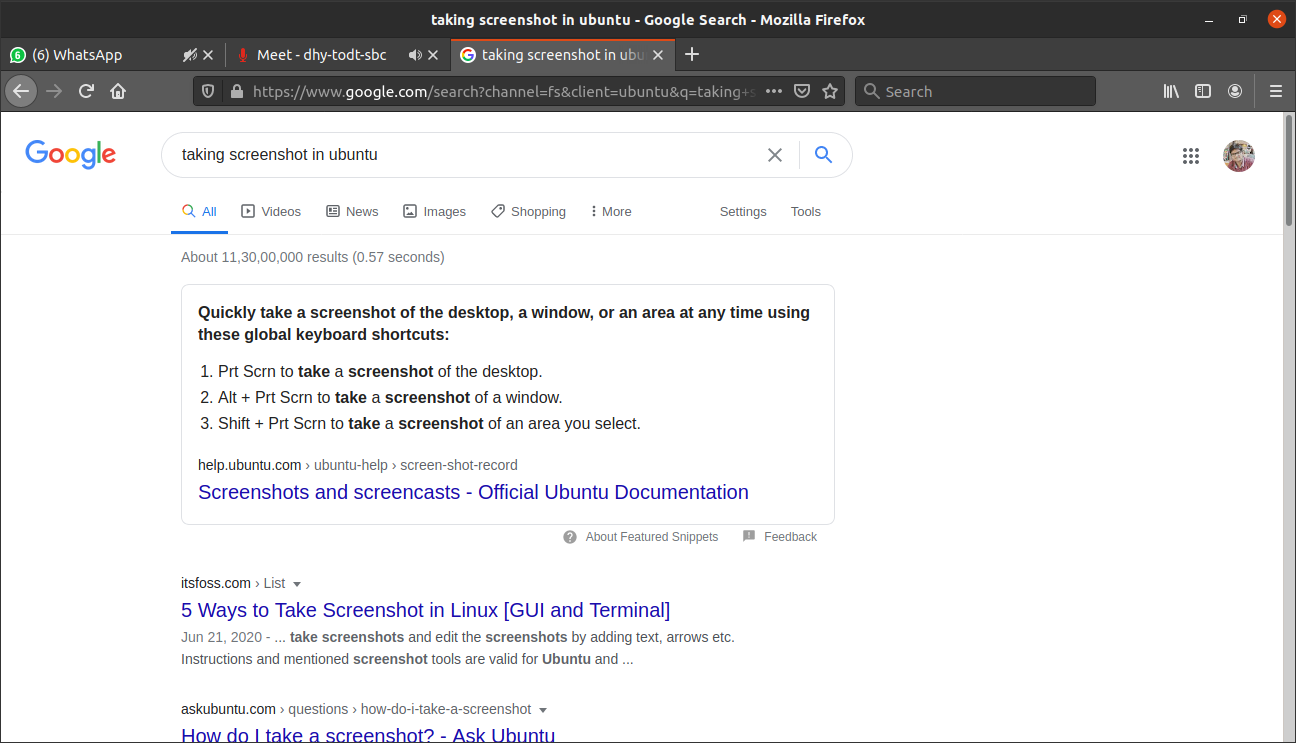 taking screenshot in ubuntu - Google Search - Mozilla Firefox
6 (6) WhatsApp
Meet - dhy-todt-sbc
taking screenshot in ubu
https://www.google.com/search?channel=fs&client=ubuntu&q=taking+s
Search
Google
taking screenshot in ubuntu
All Videos News Images Shopping More Settings Tools
About 11,30,00,000 results (0.57 seconds)
Quickly take a screenshot of the desktop, a window, or an area at any time using
these global keyboard shortcuts:
1. Prt Scrn to take a screenshot of the desktop.
2. Alt + Prt Scrn to take a screenshot of a window.
3. Shift + Prt Scrn to take a screenshot of an area you select.
help.ubuntu.com › ubuntu-help › screen-shot-record
Screenshots and screencasts - Official Ubuntu Documentation
About Featured Snippets Feedback
itsfoss.com › List
5 Ways to Take Screenshot in Linux [GUI and Terminal]
Jun 21, 2020 - ... take screenshots and edit the screenshots by adding text, arrows etc.
Instructions and mentioned screenshot tools are valid for Ubuntu and ...
askubuntu.com › questions › how-do-i-take-a-screenshot
How do I take a screenshot? - Ask Ubuntu